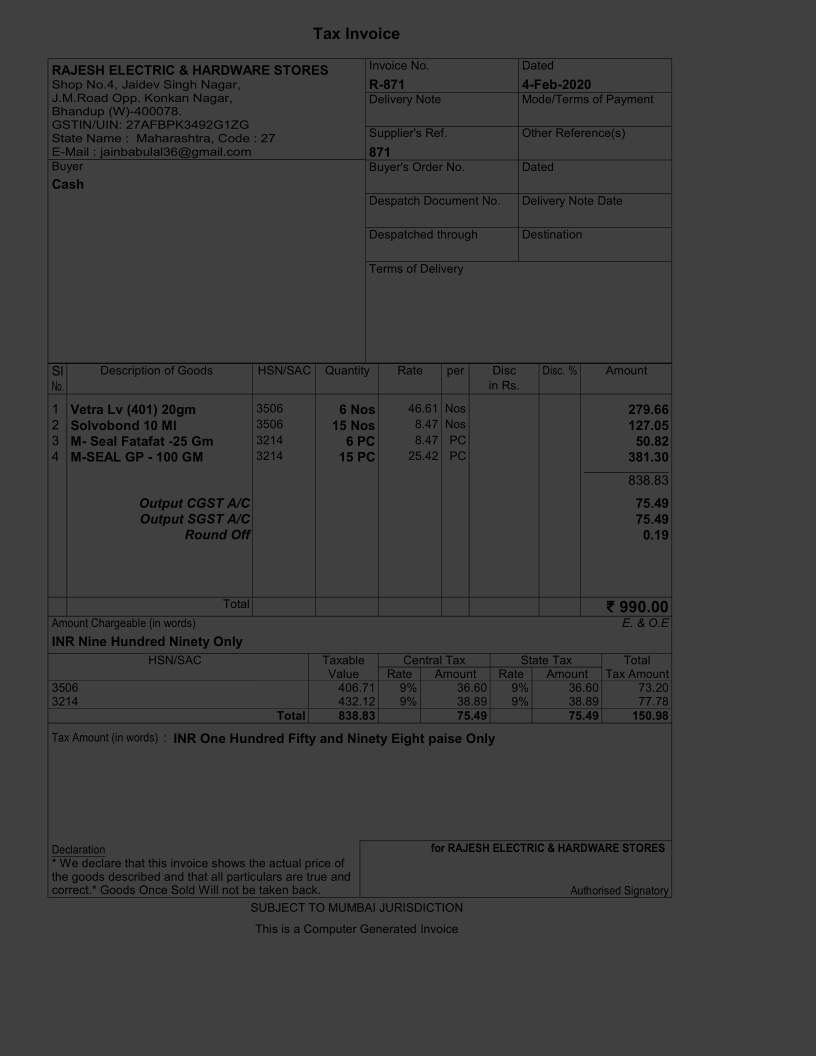 Tax Invoice
RAJESH ELECTRIC & HARDWARE STORES
Shop No.4, Jaidev Singh Nagar,
J.M.Road Opp. Konkan Nagar,
Bhandup (W)-400078.
GSTIN/UIN: 27AFBPK3492G1ZG
State Name : Maharashtra, Code : 27
E-Mail : jainbabulal36@gmail.com
Invoice No. Dated
R-871 4-Feb-2020
Delivery Note Mode/Terms of Payment
Supplier's Ref. Other Reference(s)
871
Buyer
Cash
Buyer's Order No. Dated
Despatch Document No. Delivery Note Date
Despatched through Destination
Terms of Delivery
Sl Description of Goods HSN/SAC Quantity Rate per Disc Disc. % Amount
No. in Rs.
1 Vetra Lv (401) 20gm 3506 6 Nos 46.61 Nos 279.66
2 Solvobond 10 Ml 3506 15 Nos 8.47 Nos 127.05
3 M- Seal Fatafat -25 Gm 3214 6 PC 8.47 PC 50.82
4 M-SEAL GP - 100 GM 3214 15 PC 25.42 PC 381.30
838.83
Output CGST A/C 75.49
Output SGST A/C 75.49
Round Off 0.19
Total ₹ 990.00
Amount Chargeable (in words) E. & O.E
INR Nine Hundred Ninety Only
HSN/SAC Taxable Central Tax State Tax Total
Value Rate Amount Rate Amount Tax Amount
3506 406.71 9% 36.60 9% 36.60 73.20
3214 432.12 9% 38.89 9% 38.89 77.78
Total 838.83 75.49 75.49 150.98
Tax Amount (in words) : INR One Hundred Fifty and Ninety Eight paise Only
Declaration
* We declare that this invoice shows the actual price of
the goods described and that all particulars are true and
correct.* Goods Once Sold Will not be taken back.
for RAJESH ELECTRIC & HARDWARE STORES
Authorised Signatory
SUBJECT TO MUMBAI JURISDICTION
This is a Computer Generated Invoice